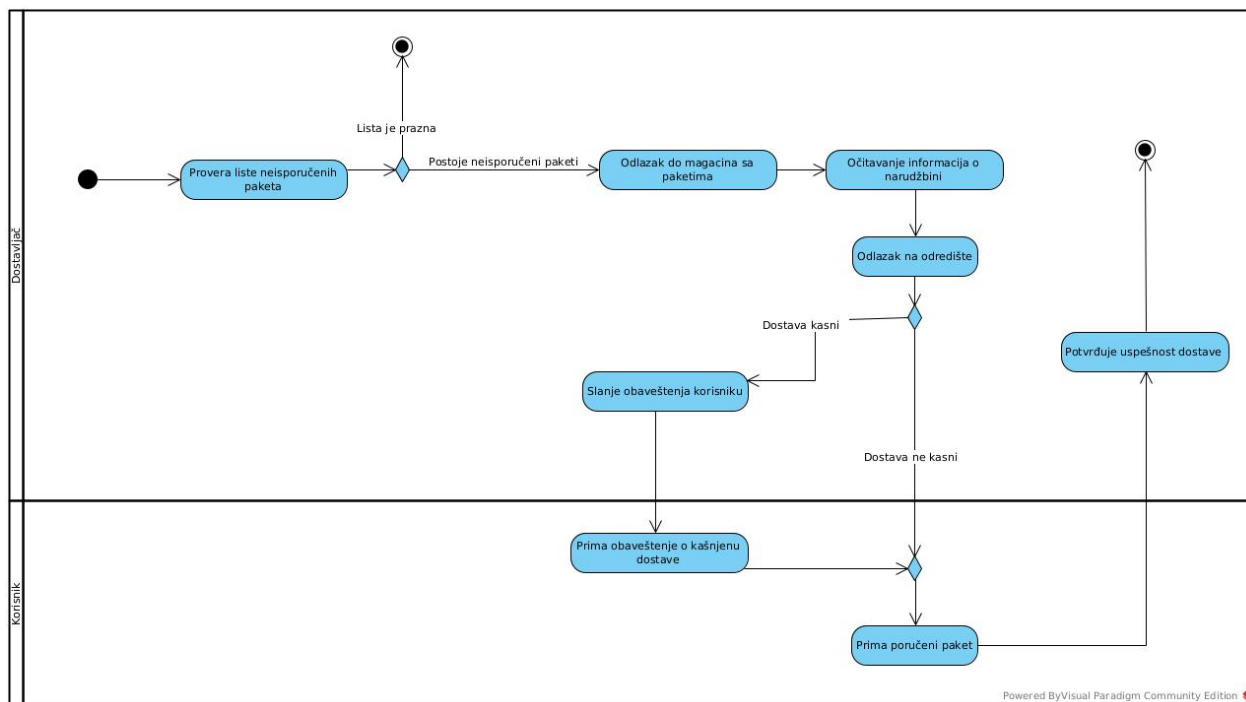 Dostavljač
Lista je prazna
Provera liste neisporučenih
paketa
Postoje neisporučeni paketi
Odlazak do magacina sa
paketima
Očitavanje informacija o
narudžbini
Odlazak na odredište
Dostava kasni
Slanje obaveštenja korisniku
Potvrđuje uspešnost dostave
Dostava ne kasni
Korisnik
Prima obaveštenje o kašnjenu
dostave
Prima poručeni paket
Powered ByVisual Paradigm Community Edition